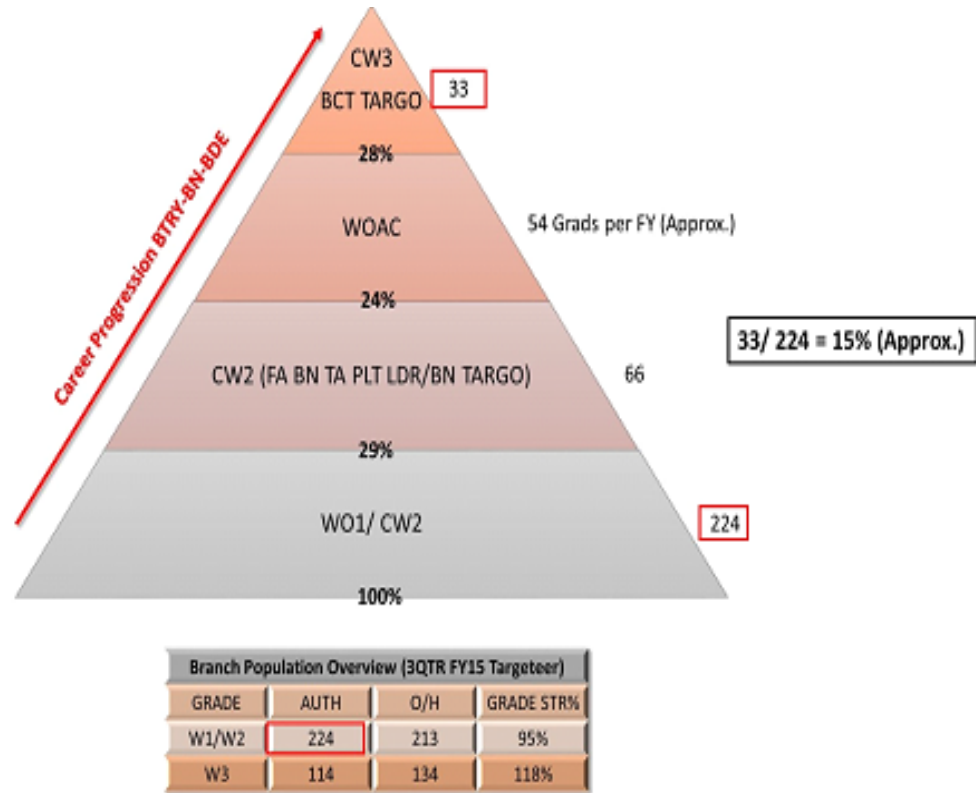 CW3
BCT TARGO
33
28%
WOAC
54 Grads per FY (Approx.)
24%
33/ 224 = 15% (Approx.)
CW2 (FA BN TA PLT LDR/BN TARGO)
66
29%
WO1/ CW2
224
100%
Career Progression BTRY-BN-BDE
Branch Population Overview (3QTR FY15 Targeteer)
GRADE AUTH O/H GRADE STR%
W1/W2 224 213 95%
W3 114 134 118%